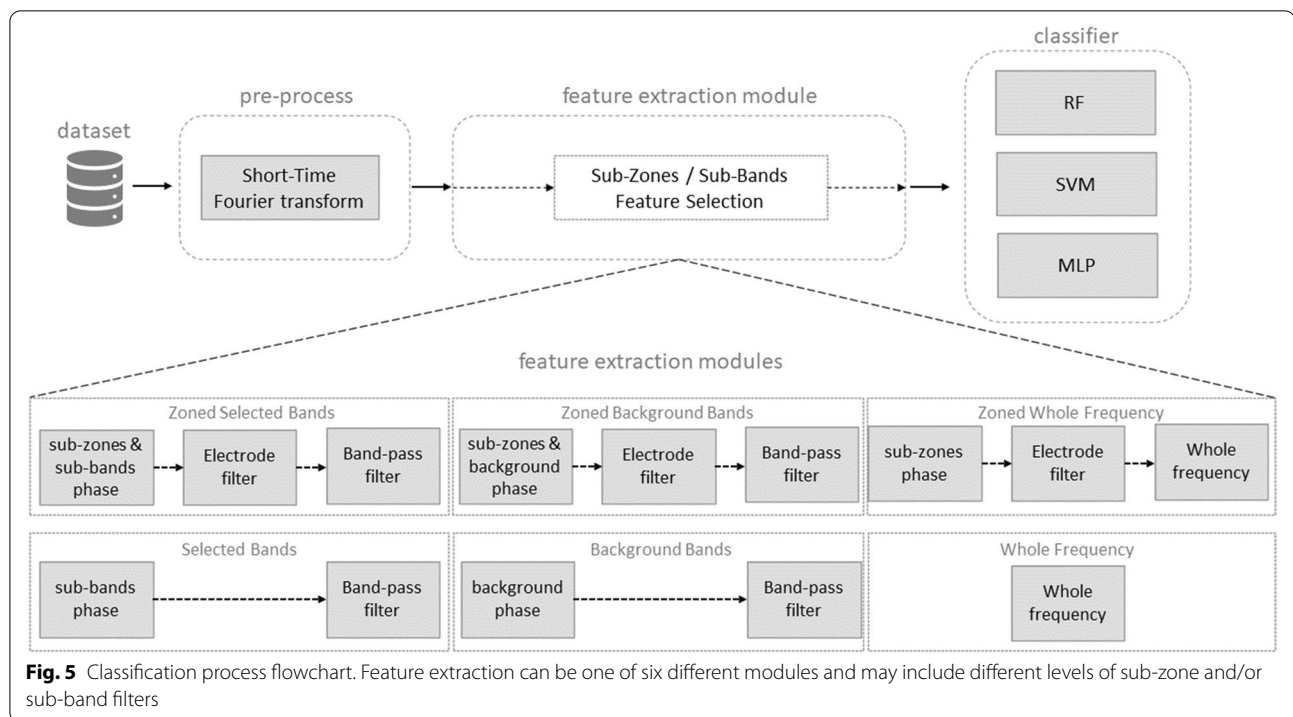 classifier
pre-process
feature extraction module
dataset
Short-Time
Fourier transform
Sub-Zones / Sub-Bands
Feature Selection
RF
SVM
MLP
feature extraction modules
Zoned Selected Bands
sub-zones &
sub-bands
phase
Electrode
filter
Band-pass
filter
Zoned Background Bands
sub-zones &
background
phase
Electrode
filter
Band-pass
filter
Zoned Whole Frequency
sub-zones
phase
Electrode
filter
Whole
frequency
Selected Bands
sub-bands
phase
Band-pass
filter
Background Bands
background
phase
Band-pass
filter
Whole Frequency
Whole
frequency
Fig. 5 Classification process flowchart. Feature extraction can be one of six different modules and may include different levels of sub-zone and/or
sub-band filters